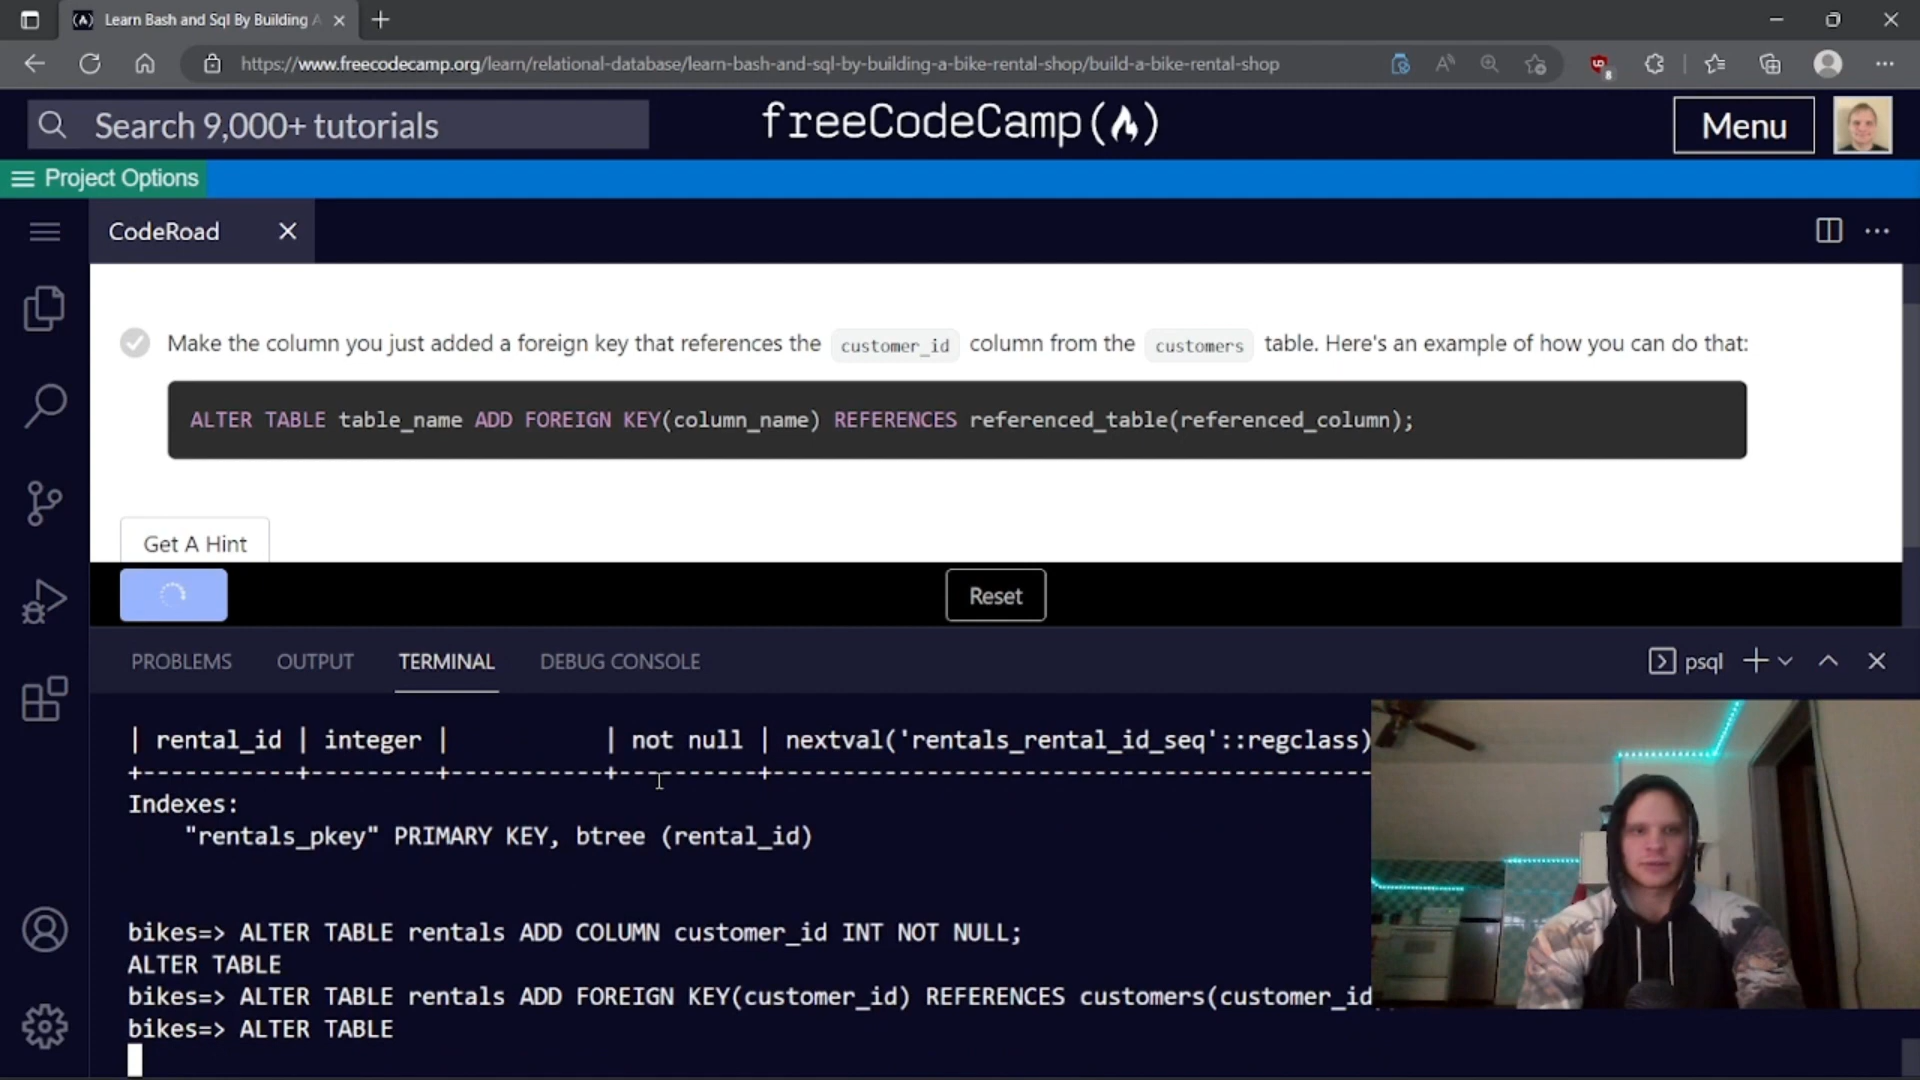 Learn Bash and Sql By Building A
https://www.freecodecamp.org/learn/relational-database/learn-bash-and-sql-by-building-a-bike-rental-shop/build-a-bike-rental-shop
8
Search 9,000+ tutorials
freeCodeCamp
Menu
Project Options
CodeRoad
Make the column you just added a foreign key that references the customer_id column from the customers table. Here's an example of how you can do that:
ALTER TABLE table_name ADD FOREIGN KEY(column_name) REFERENCES referenced_table(referenced_column);
Get A Hint
Reset
PROBLEMS OUTPUT TERMINAL DEBUG CONSOLE psql
| rental_id | integer | | not null | nextval('rentals_rental_id_seq'::regclass)
+-----------+---------+-----------+----------+--------------------------------------------
Indexes:
"rentals_pkey" PRIMARY KEY, btree (rental_id)
bikes=> ALTER TABLE rentals ADD COLUMN customer_id INT NOT NULL;
ALTER TABLE
bikes=> ALTER TABLE rentals ADD FOREIGN KEY(customer_id) REFERENCES customers(customer_id
bikes=> ALTER TABLE